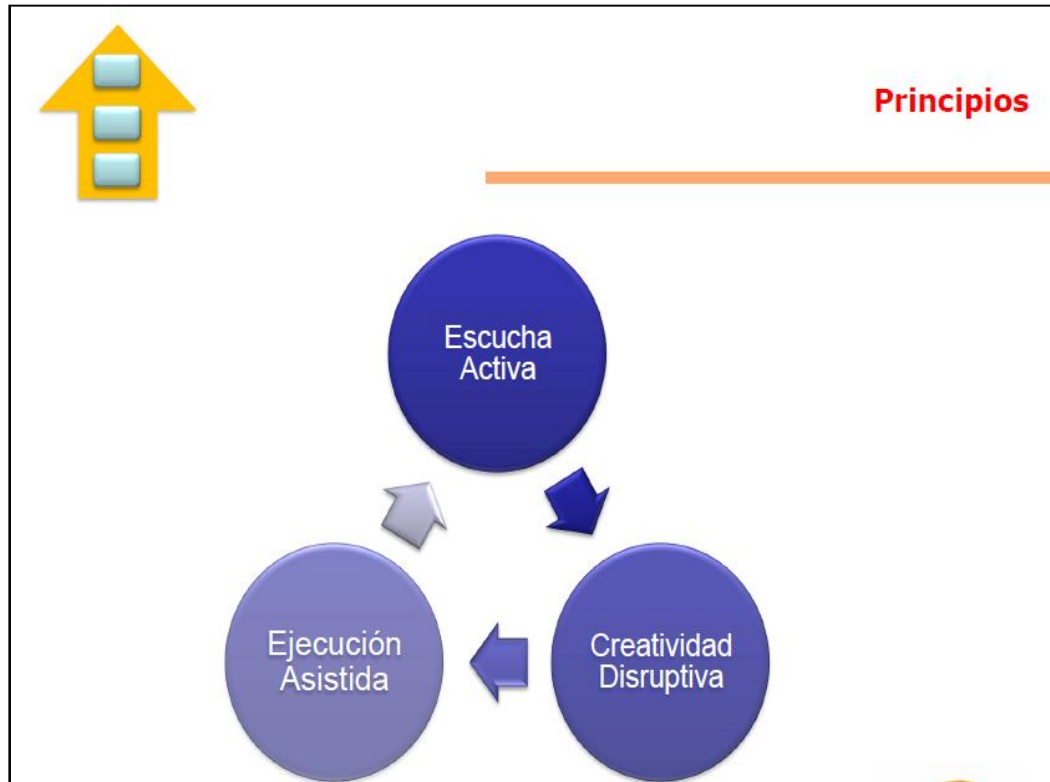 Principios
Escucha
Activa
Ejecución
Asistida
Creatividad
Disruptiva